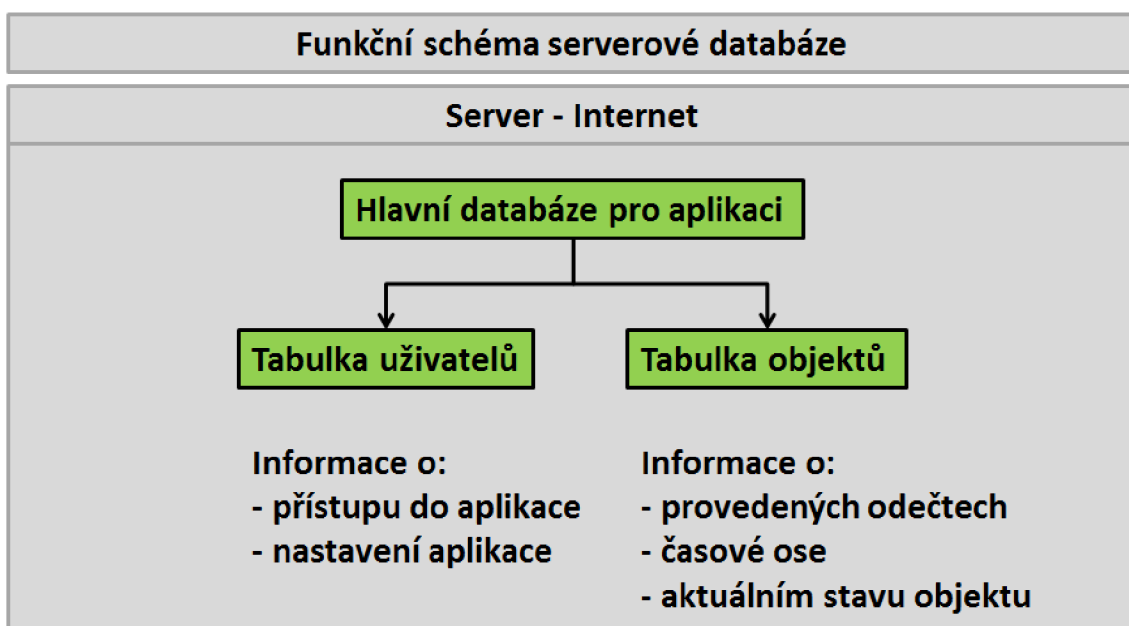 Funkční schéma serverové databáze
Server - Internet
Hlavní databáze pro aplikaci
Tabulka uživatelů
Tabulka objektů
Informace o:
- přístupu do aplikace
- nastavení aplikace
Informace o:
- provedených odečtech
- časové ose
- aktuálním stavu objektu